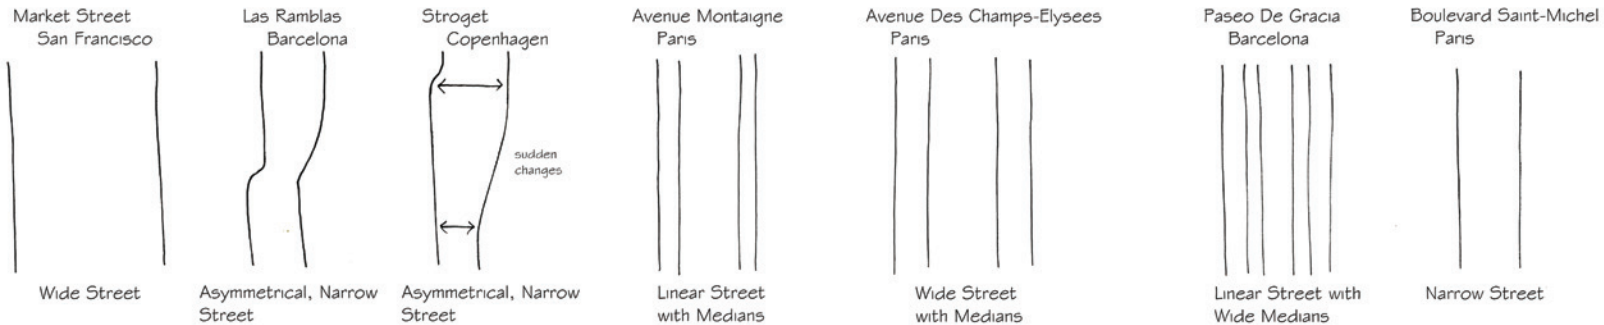 Market Street
San Francisco
Wide Street
Las Ramblas
Barcelona
Asymmetrical, Narrow
Street
Stroget
Copenhagen
sudden
changes
Asymmetrical, Narrow
Street
Avenue Montaigne
Paris
Linear Street
with Medians
Avenue Des Champs-Elysees
Paris
Wide Street
with Medians
Paseo De Gracia
Barcelona
Linear Street with
Wide Medians
Boulevard Saint-Michel
Paris
Narrow Street